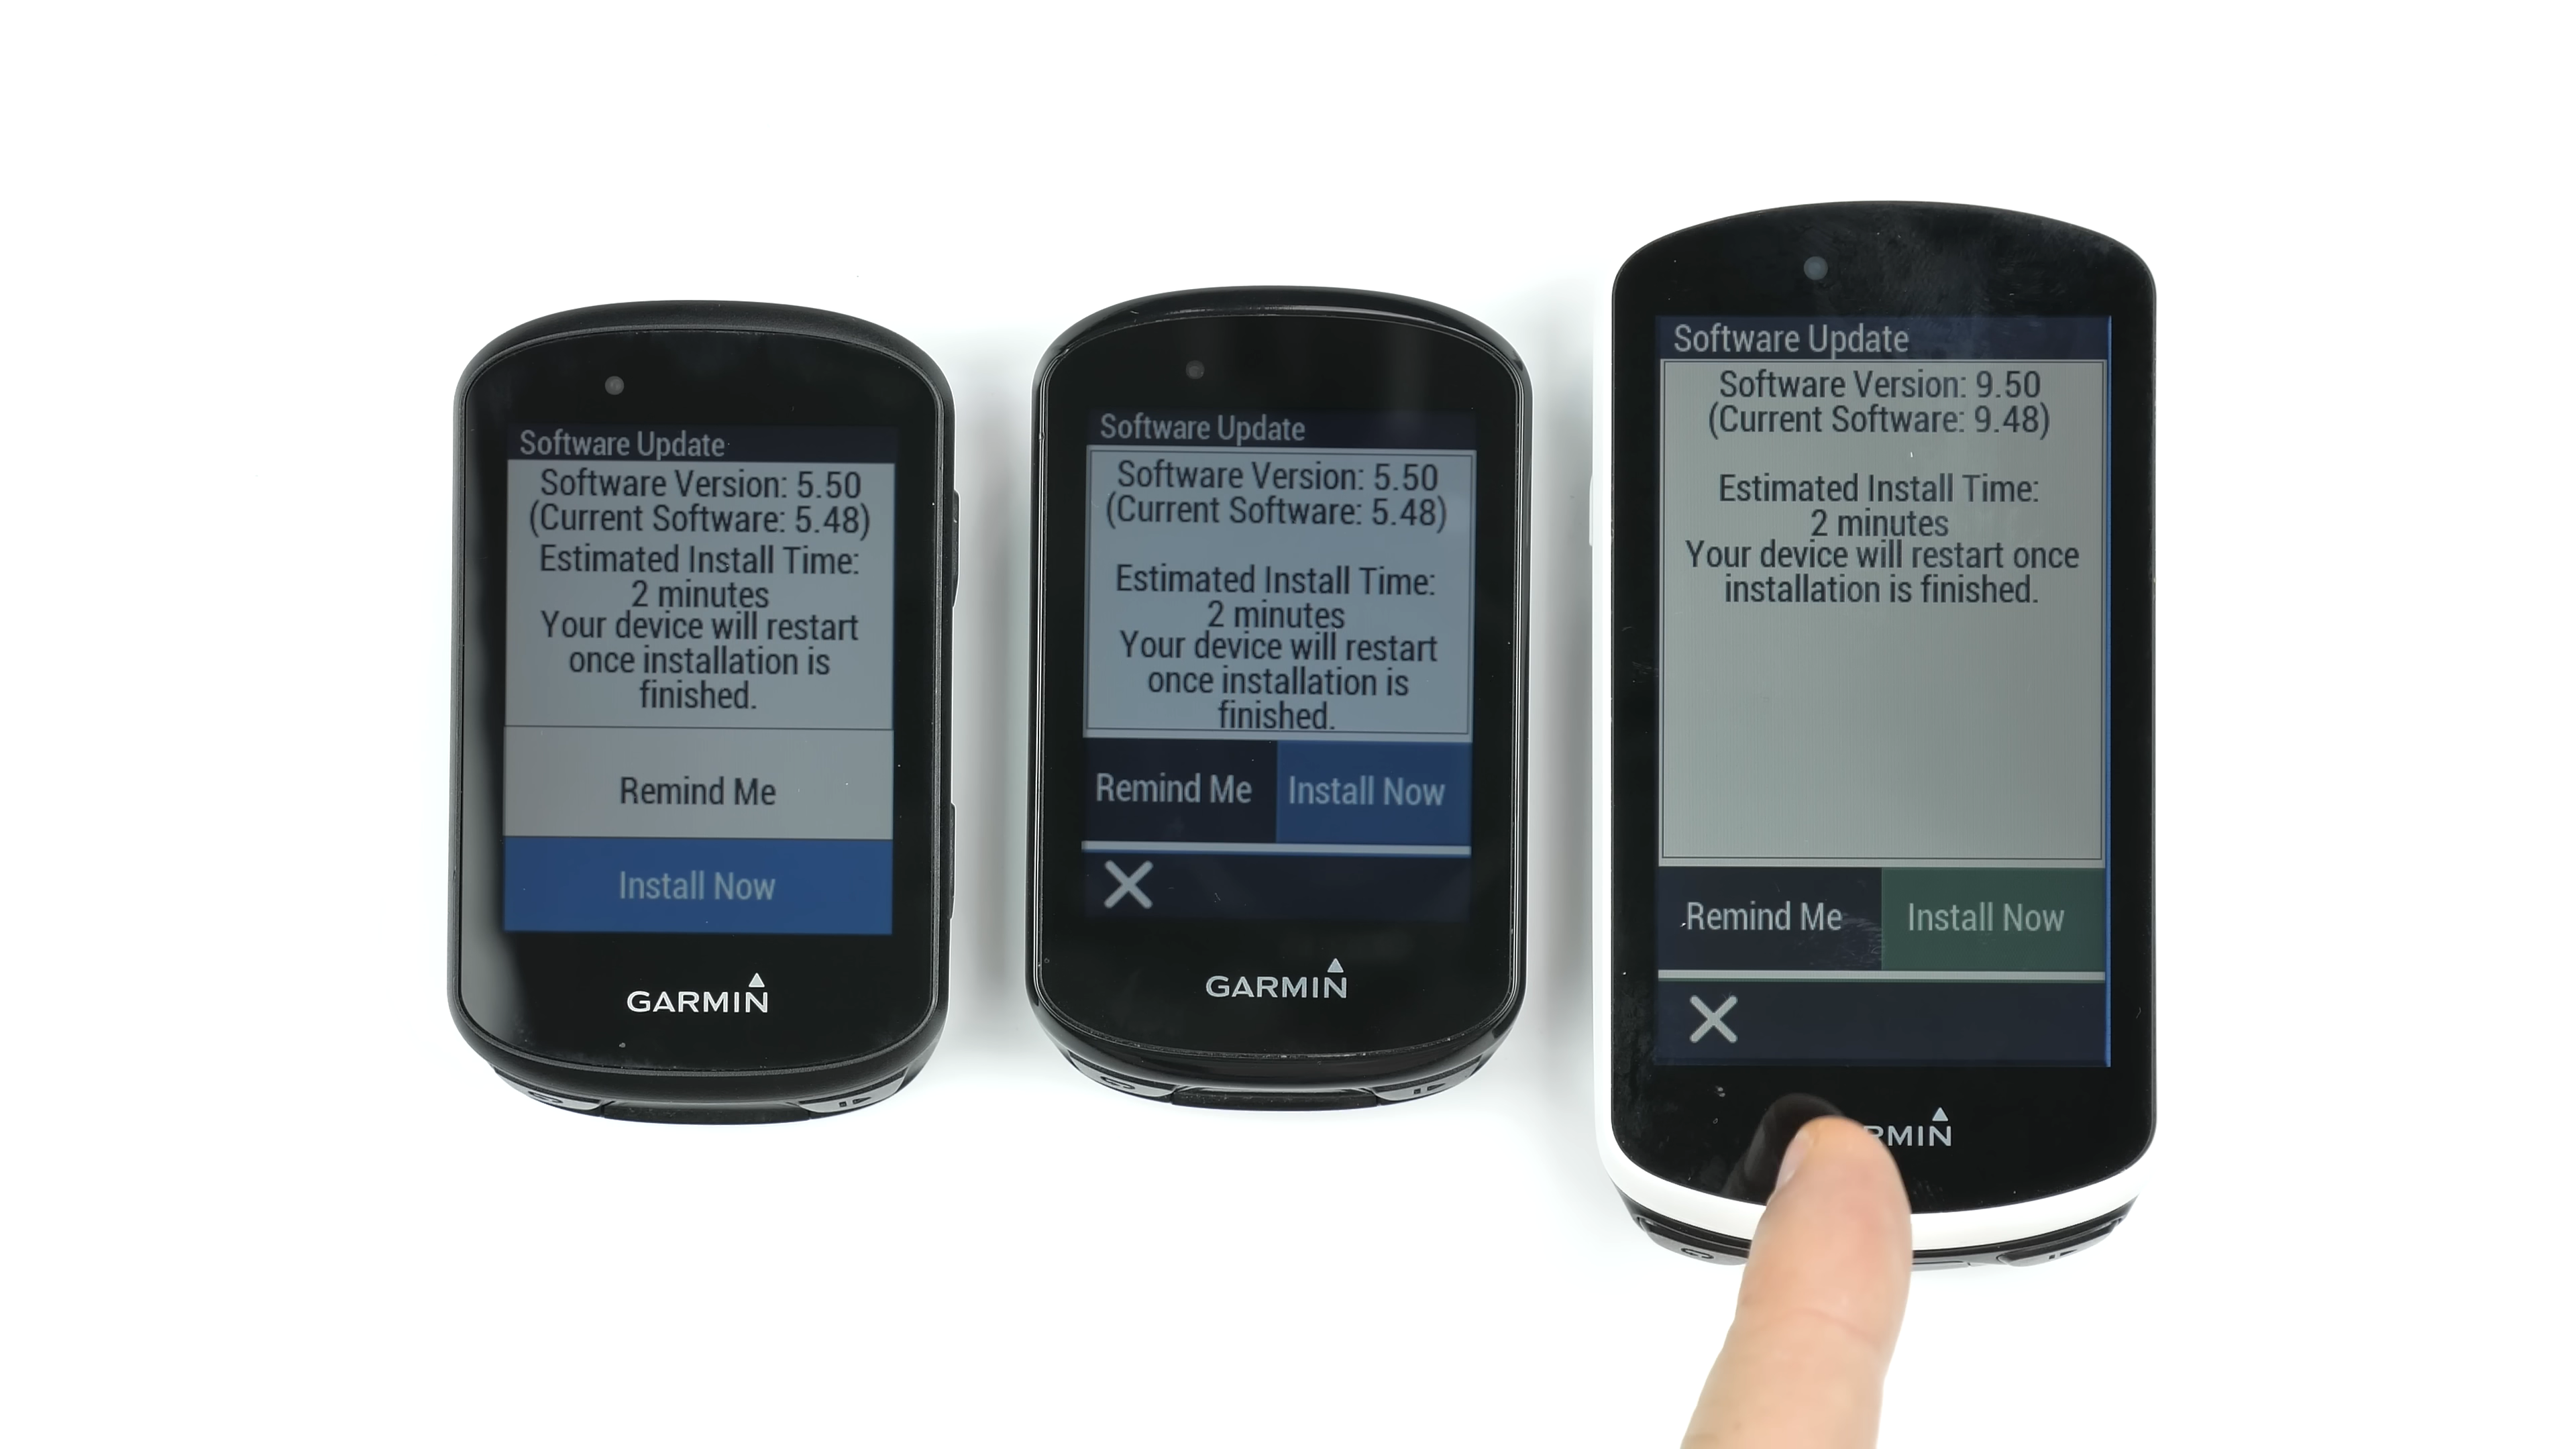 Software Update
Software Version: 5.50
(Current Software: 5.48)
Estimated Install Time:
2 minutes
Your device will restart
once installation is
finished.
Remind Me
Install Now
GARMIN
Software Update
Software Version: 5.50
(Current Software: 5.48)
Estimated Install Time:
2 minutes
Your device will restart
once installation is
finished.
Remind Me Install Now
GARMIN
Software Update
Software Version: 9.50
(Current Software: 9.48)
Estimated Install Time:
2 minutes
Your device will restart once
installation is finished.
Remind Me Install Now
RMIN